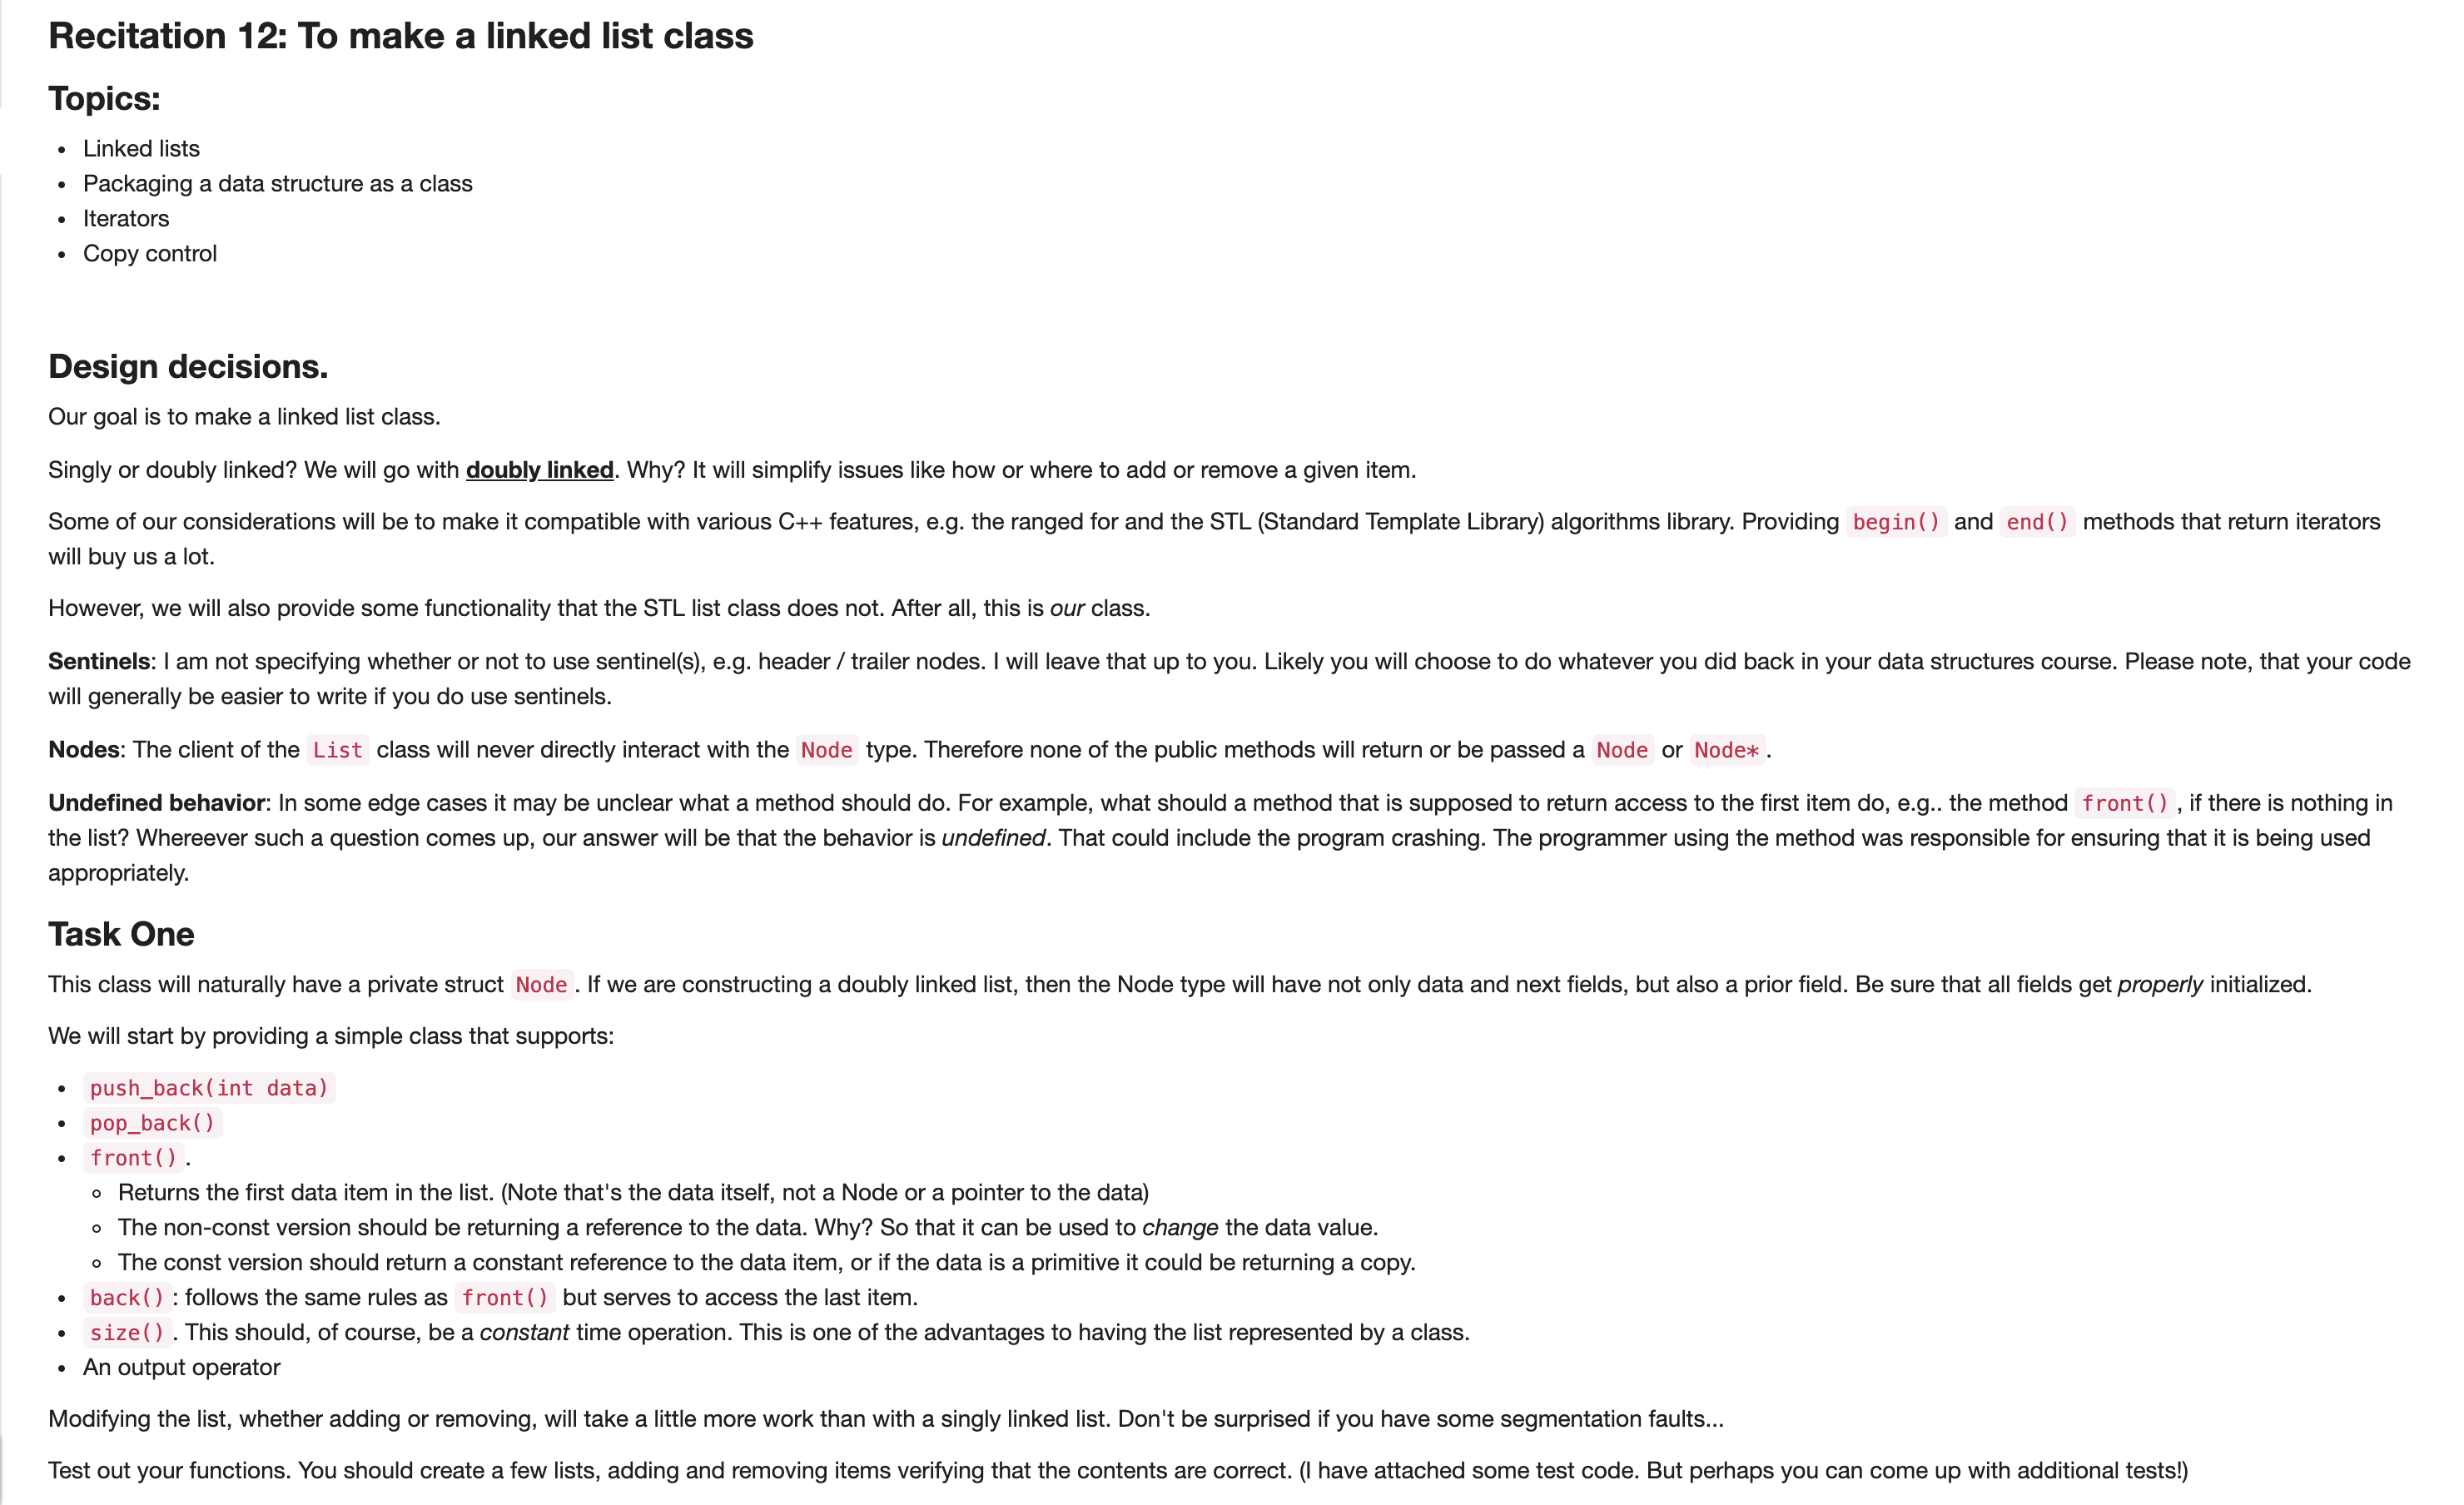 Recitation 12: To make a linked list class
Topics:
• Linked lists
• Packaging a data structure as a class
• Iterators
• Copy control
Design decisions.
Our goal is to make a linked list class.
Singly or doubly linked? We will go with doubly linked. Why? It will simplify issues like how or where to add or remove a given item.
Some of our considerations will be to make it compatible with various C++ features, e.g. the ranged for and the STL (Standard Template Library) algorithms library. Providing begin() and end() methods that return iterators
will buy us a lot.
However, we will also provide some functionality that the STL list class does not. After all, this is our class.
Sentinels: I am not specifying whether or not to use sentinel(s), e.g. header / trailer nodes. I will leave that up to you. Likely you will choose to do whatever you did back in your data structures course. Please note, that your code
will generally be easier to write if you do use sentinels.
Nodes: The client of the List class will never directly interact with the Node type. Therefore none of the public methods will return or be passed a Node or Node*.
Undefined behavior: In some edge cases it may be unclear what a method should do. For example, what should a method that is supposed to return access to the first item do, e.g.. the method front(), if there is nothing in
the list? Whereever such a question comes up, our answer will be that the behavior is undefined. That could include the program crashing. The programmer using the method was responsible for ensuring that it is being used
appropriately.
Task One
This class will naturally have a private struct Node. If we are constructing a doubly linked list, then the Node type will have not only data and next fields, but also a prior field. Be sure that all fields get properly initialized.
We will start by providing a simple class that supports:
• push_back(int data)
• pop_back()
• front().
◦ Returns the first data item in the list. (Note that's the data itself, not a Node or a pointer to the data)
◦ The non-const version should be returning a reference to the data. Why? So that it can be used to change the data value.
◦ The const version should return a constant reference to the data item, or if the data is a primitive it could be returning a copy.
• back(): follows the same rules as front() but serves to access the last item.
• size(). This should, of course, be a constant time operation. This is one of the advantages to having the list represented by a class.
• An output operator
Modifying the list, whether adding or removing, will take a little more work than with a singly linked list. Don't be surprised if you have some segmentation faults...
Test out your functions. You should create a few lists, adding and removing items verifying that the contents are correct. (I have attached some test code. But perhaps you can come up with additional tests!)